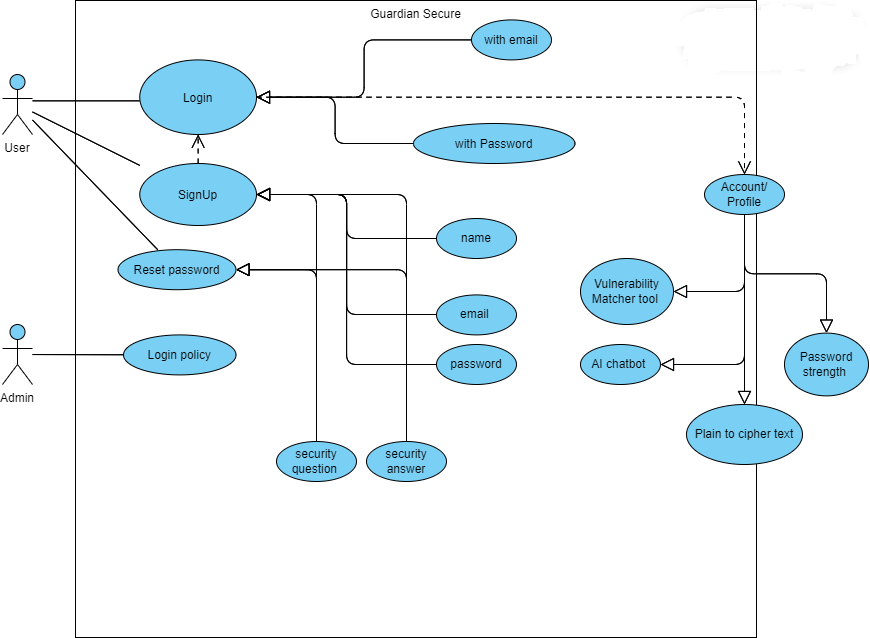 Guardian Secure
with email
Login
User
with Password
SignUp
Account/
Profile
name
Reset password
Vulnerability
Matcher tool
email
Login policy
AI chatbot
password
Password
strength
Admin
Plain to cipher text
security
question
security
answer